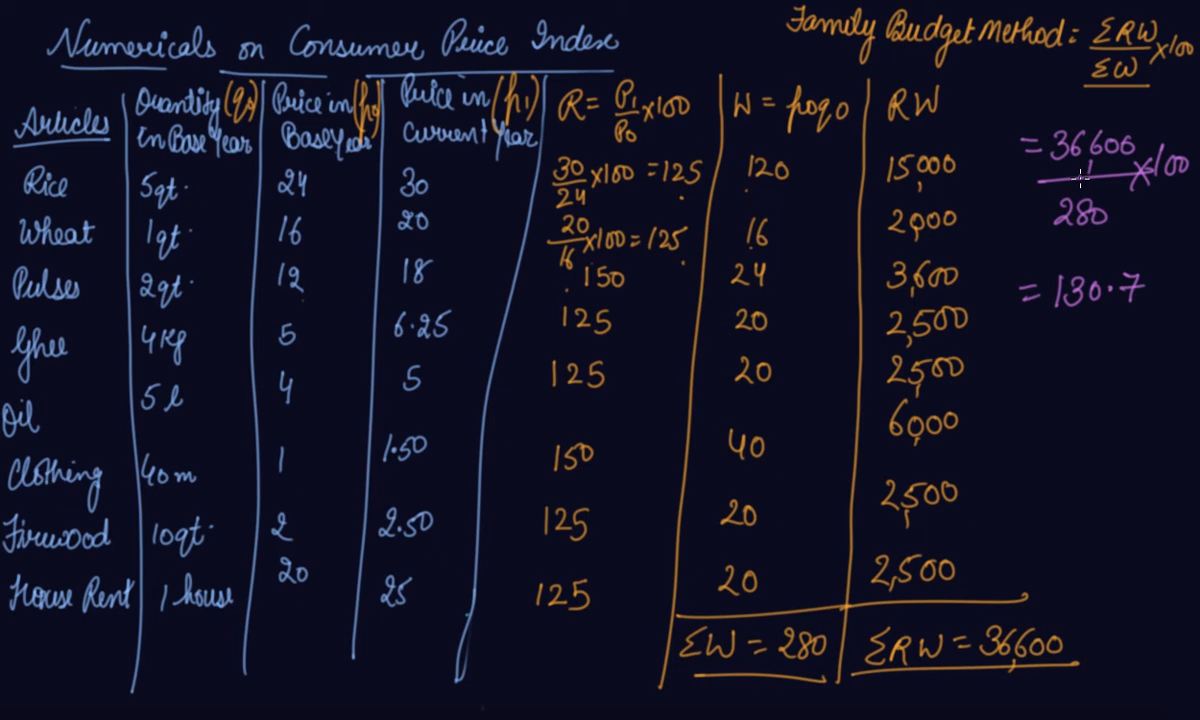 Numericals on Consumer Price Index
Family Budget Method = ΣRW/ΣW ×100
Articles | Quantity (q₀) In Base Year | Price in (p₀) Base Year | Price in (p₁) Current Year | R = P₁/P₀ ×100 | W = p₀q₀ | RW
Rice | 5qt. | 24 | 30 | 30/24 ×100 = 125 | 120 | 15,000
Wheat | 1qt. | 16 | 20 | 20/16 ×100 = 125 | 16 | 2,000
Pulses | 2qt. | 12 | 18 | 150 | 24 | 3,600
Ghee | 4Kg | 5 | 6.25 | 125 | 20 | 2,500
Oil | 5 l | 4 | 5 | 125 | 20 | 2,500
Clothing | 40m | 1 | 1.50 | 150 | 40 | 6,000
Firewood | 10qt. | 2 | 2.50 | 125 | 20 | 2,500
House Rent | 1 house | 20 | 25 | 125 | 20 | 2,500
ΣW = 280 | ΣRW = 36,600
= 36600/280 ×100
= 130.7